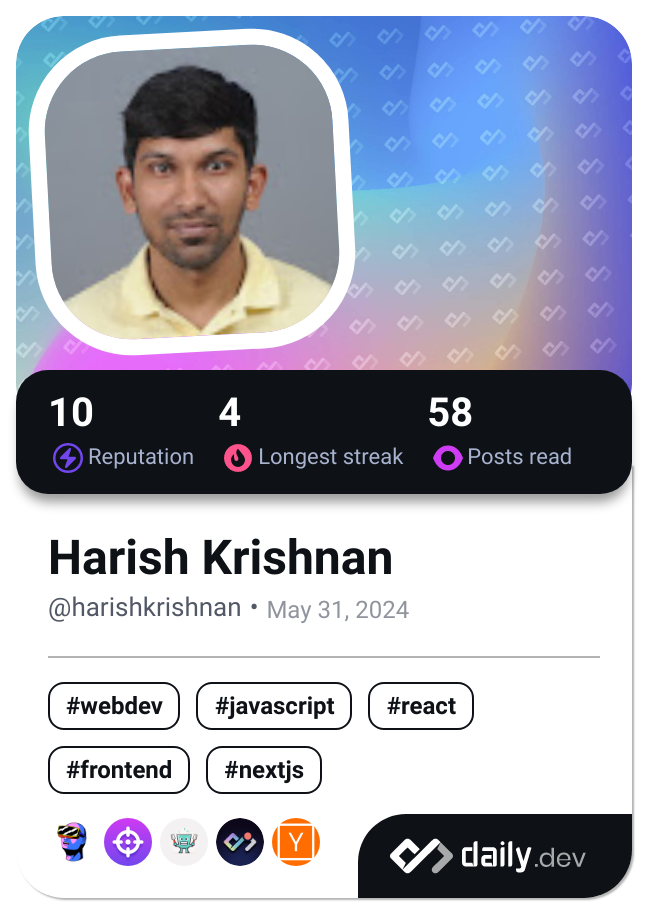 10 4 58
Reputation Longest streak Posts read
Harish Krishnan
@harishkrishnan • May 31, 2024
#webdev #javascript #react
#frontend #nextjs
Y
daily.dev